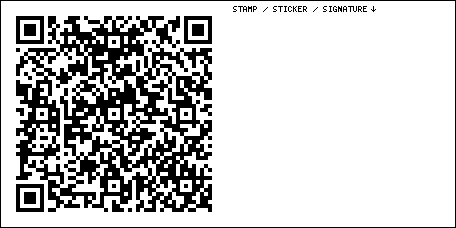 STAMP / STICKER / SIGNATURE ↓